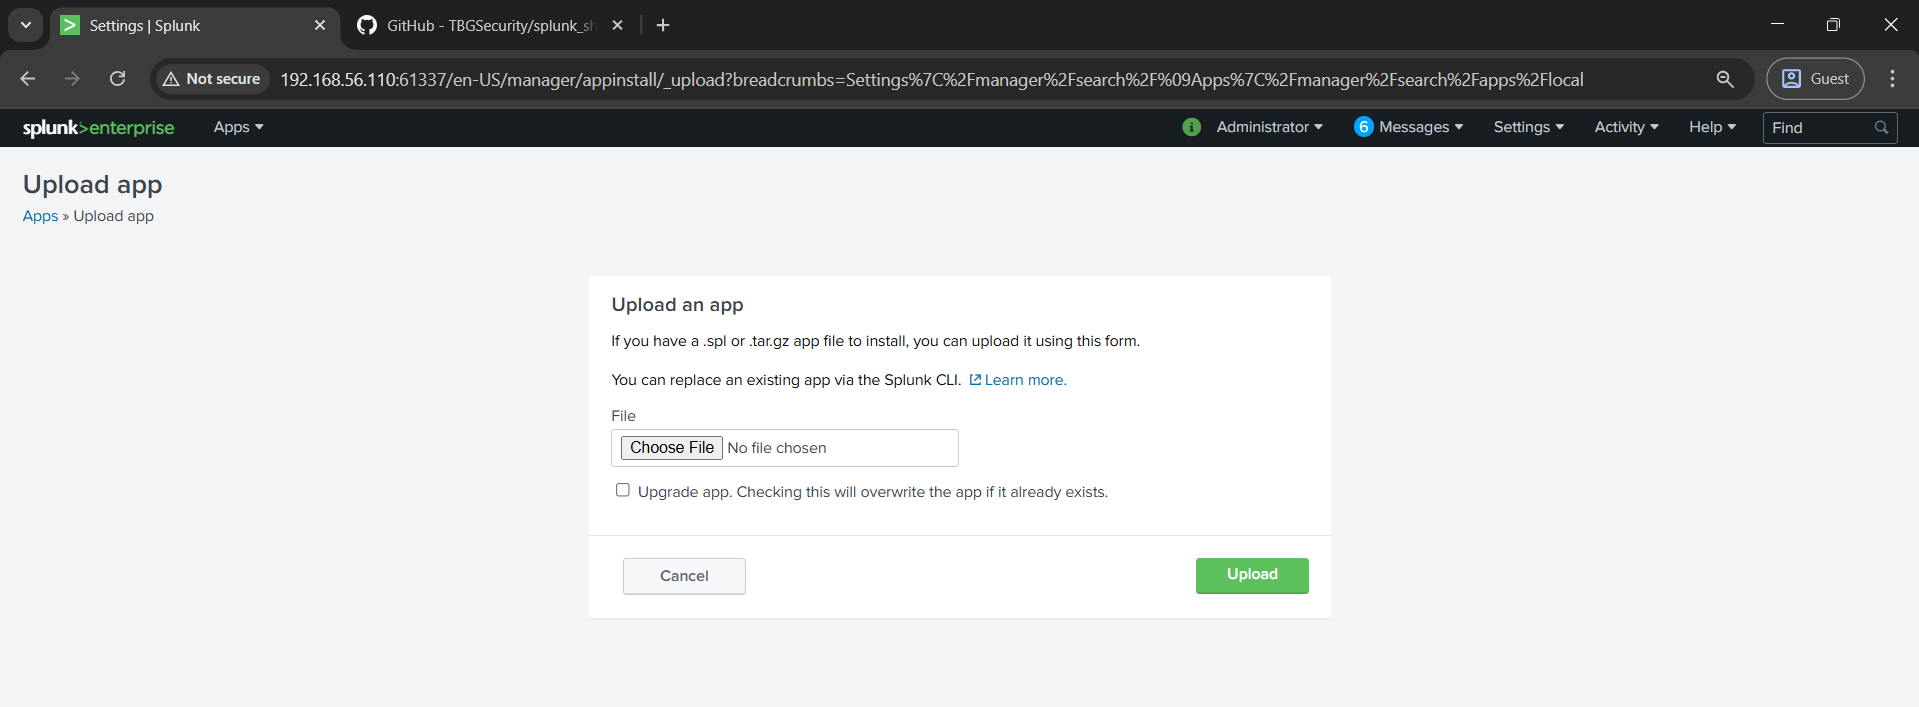 Settings | Splunk
GitHub - TBGSecurity/splunk_sh
Not secure 192.168.56.110:61337/en-US/manager/appinstall/_upload?breadcrumbs=Settings%7C%2Fmanager%2Fsearch%2F%09Apps%7C%2Fmanager%2Fsearch%2Fapps%2Flocal Guest
splunk>enterprise Apps i Administrator 6 Messages Settings Activity Help Find
Upload app
Apps » Upload app
Upload an app
If you have a .spl or .tar.gz app file to install, you can upload it using this form.
You can replace an existing app via the Splunk CLI. Learn more.
File
Choose File No file chosen
Upgrade app. Checking this will overwrite the app if it already exists.
Cancel Upload